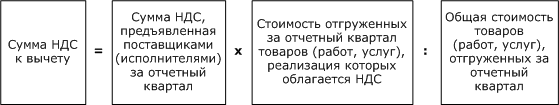 Сумма НДС
к вычету
=
Сумма НДС,
предъявленная
поставщиками
(исполнителями)
за отчетный
квартал
x
Стоимость отгруженных
за отчетный квартал
товаров (работ, услуг),
реализация которых
облагается НДС
:
Общая стоимость
товаров
(работ, услуг),
отгруженных за
отчетный
квартал